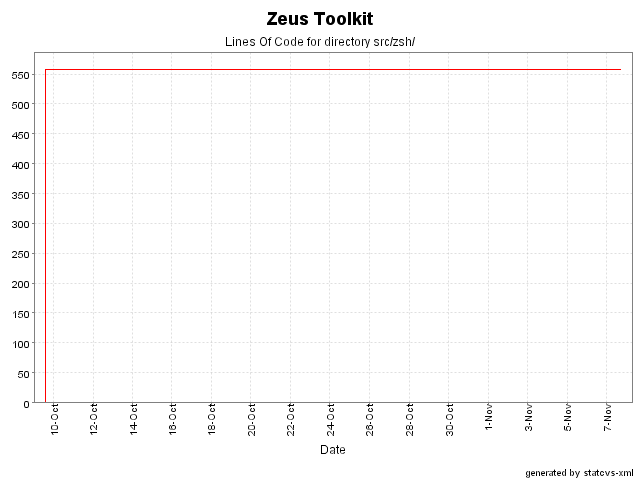 Zeus Toolkit
Lines Of Code for directory src/zsh/
550
500
450
400
350
300
250
200
150
100
50
0
10-Oct 12-Oct 14-Oct 16-Oct 18-Oct 20-Oct 22-Oct 24-Oct 26-Oct 28-Oct 30-Oct 1-Nov 3-Nov 5-Nov 7-Nov
Date
generated by statcvs-xml